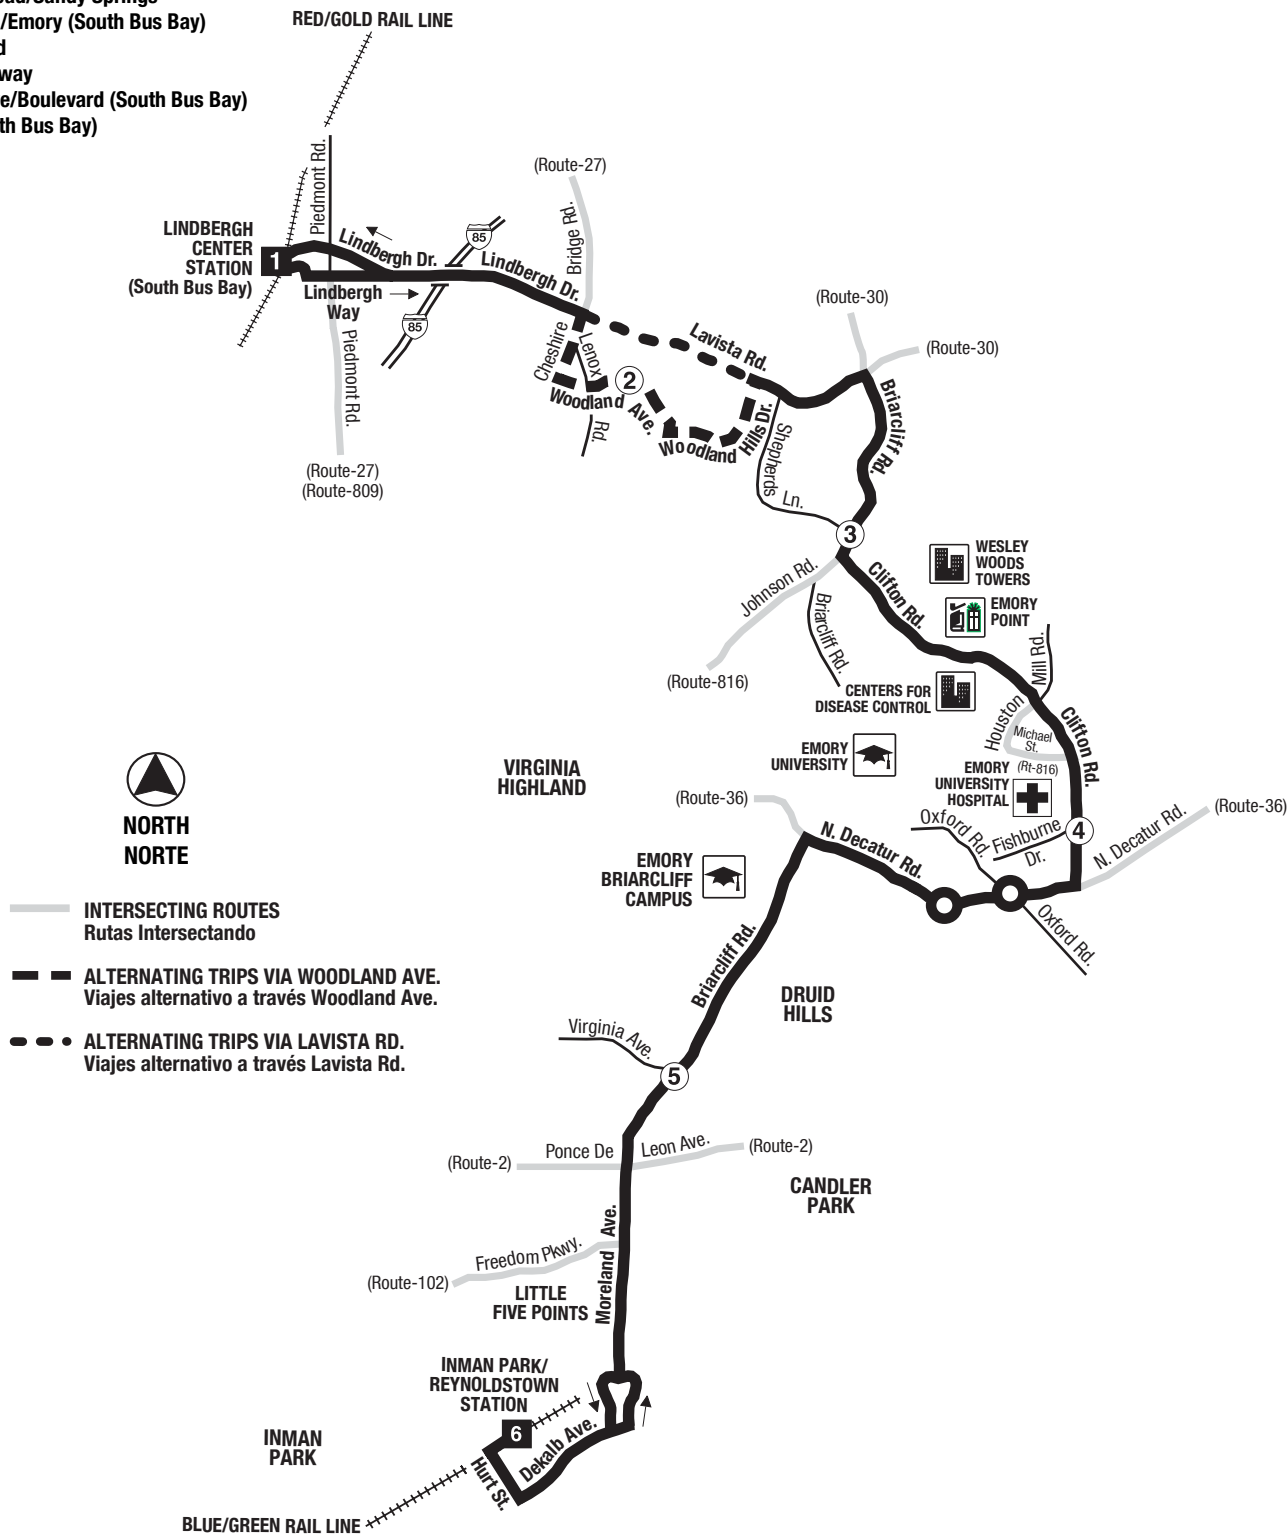 /Emory (South Bus Bay)
way
e/Boulevard (South Bus Bay)
th Bus Bay)
RED/GOLD RAIL LINE
Piedmont Rd.
(Route-27)
LINDBERGH
CENTER
STATION
(South Bus Bay)
1
Lindbergh Dr.
85
Lindbergh Dr.
Bridge Rd.
Lindbergh
Way
85
Piedmont Rd.
(Route-27)
(Route-809)
Cheshire
Lenox
Rd.
2
Woodland Ave.
Woodland
Hills Dr.
Lavista Rd.
(Route-30)
(Route-30)
Briarcliff Rd.
Shepherds
Ln.
3
Johnson Rd.
(Route-816)
Briarcliff Rd.
Clifton Rd.
WESLEY
WOODS
TOWERS
EMORY
POINT
Mill Rd.
CENTERS FOR
DISEASE CONTROL
Houston
Michael
St.
(Rt-816)
Clifton Rd.
EMORY
UNIVERSITY
EMORY
UNIVERSITY
HOSPITAL
VIRGINIA
HIGHLAND
(Route-36)
N. Decatur Rd.
Oxford Rd.
Fishburne
Dr.
4
N. Decatur Rd.
(Route-36)
Oxford Rd.
EMORY
BRIARCLIFF
CAMPUS
NORTH
NORTE
INTERSECTING ROUTES
Rutas Intersectando
ALTERNATING TRIPS VIA WOODLAND AVE.
Viajes alternativo a través Woodland Ave.
ALTERNATING TRIPS VIA LAVISTA RD.
Viajes alternativo a través Lavista Rd.
Briarcliff Rd.
DRUID
HILLS
Virginia Ave.
5
(Route-2)
Ponce De
Leon Ave.
(Route-2)
CANDLER
PARK
Moreland Ave.
Freedom Pkwy.
(Route-102)
LITTLE
FIVE POINTS
INMAN PARK/
REYNOLDSTOWN
STATION
6
Dekalb Ave.
Hurt St.
INMAN
PARK
BLUE/GREEN RAIL LINE